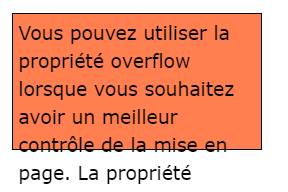 Vous pouvez utiliser la
propriété overflow
lorsque vous souhaitez
avoir un meilleur
contrôle de la mise en
page. La propriété